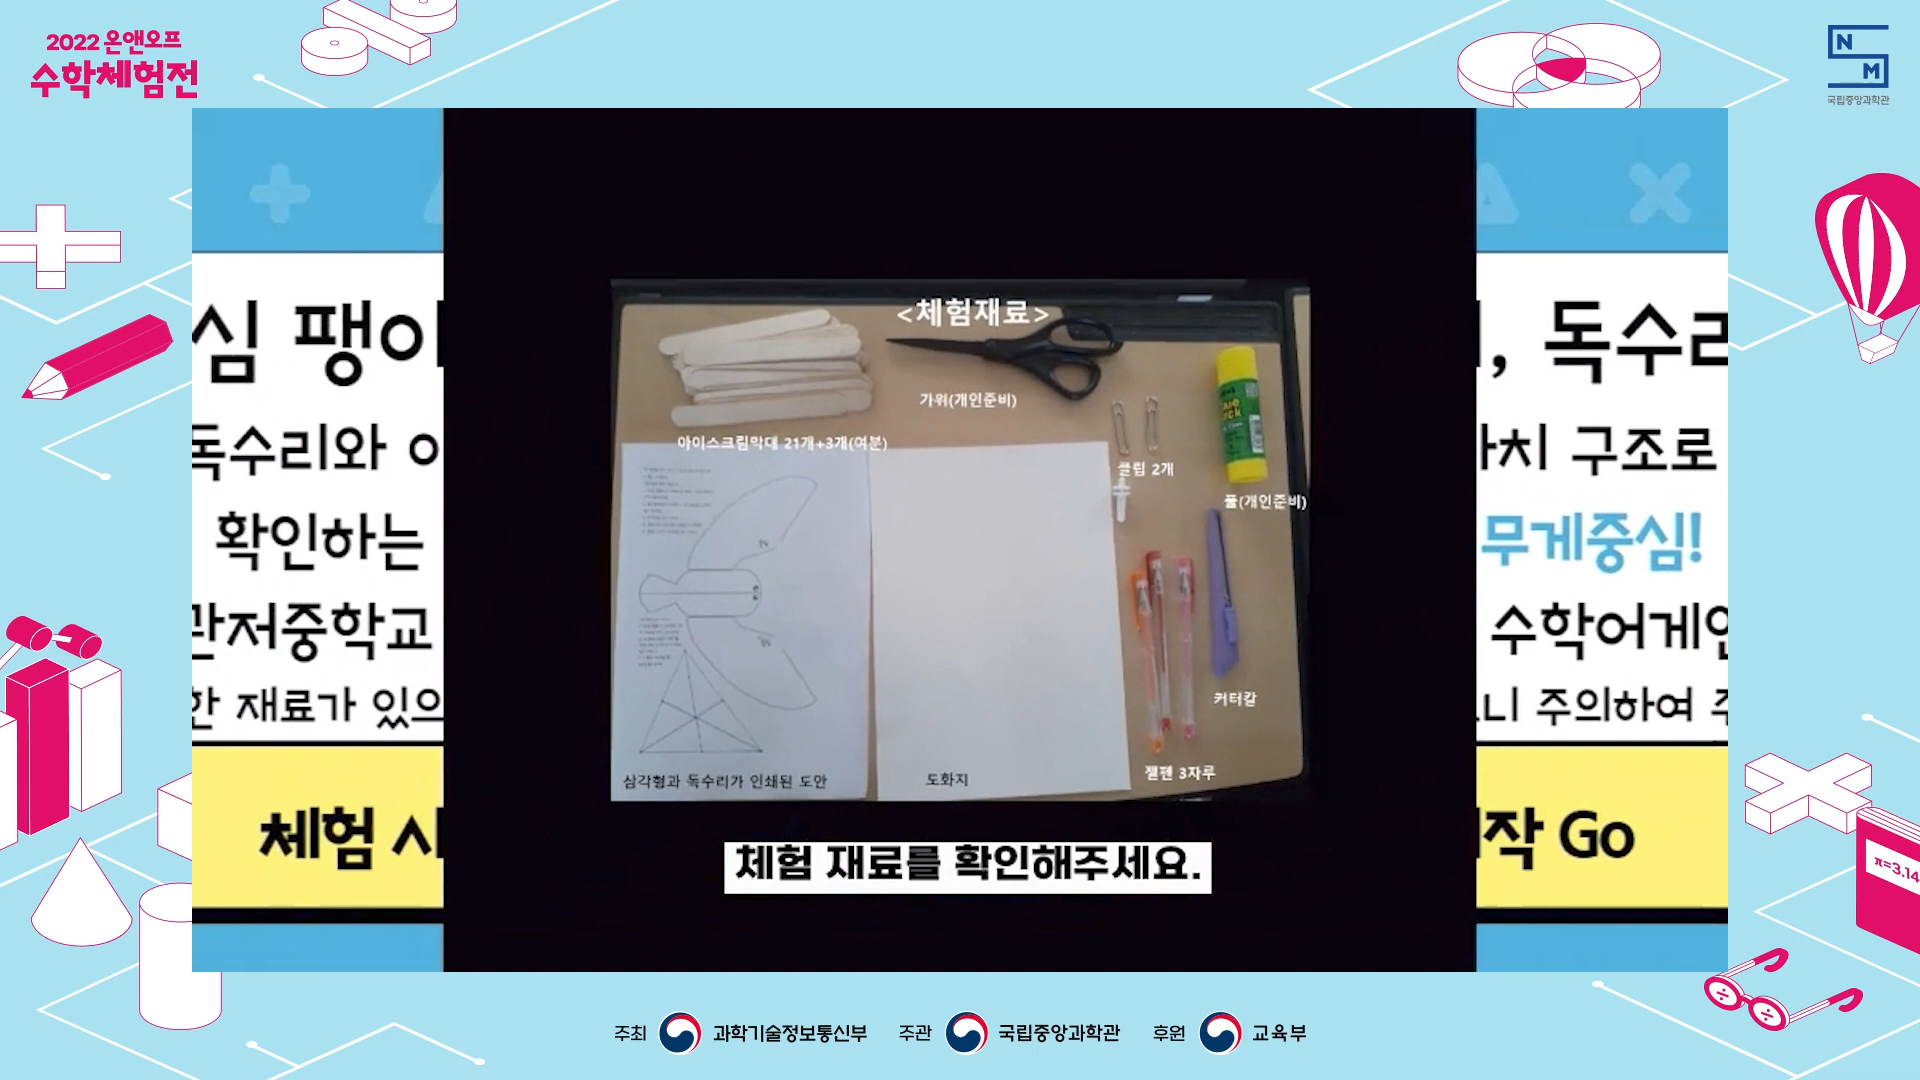 2022 온앤오프
수학체험전
N
M
국립중앙과학관
심 팽이
, 독수리
독수리와
아치 구조로
확인하는
무게중심!
관저중학교
수학어게인
한 재료가 있으
니 주의하여 주
체험 시
작 Go
<체험재료>
가위(개인준비)
아이스크림막대 21개+3개(여분)
클립 2개
풀(개인준비)
커터칼
젤펜 3자루
삼각형과 독수리가 인쇄된 도안
도화지
체험 재료를 확인해주세요.
π=3.14
주최 과학기술정보통신부 주관 국립중앙과학관 후원 교육부